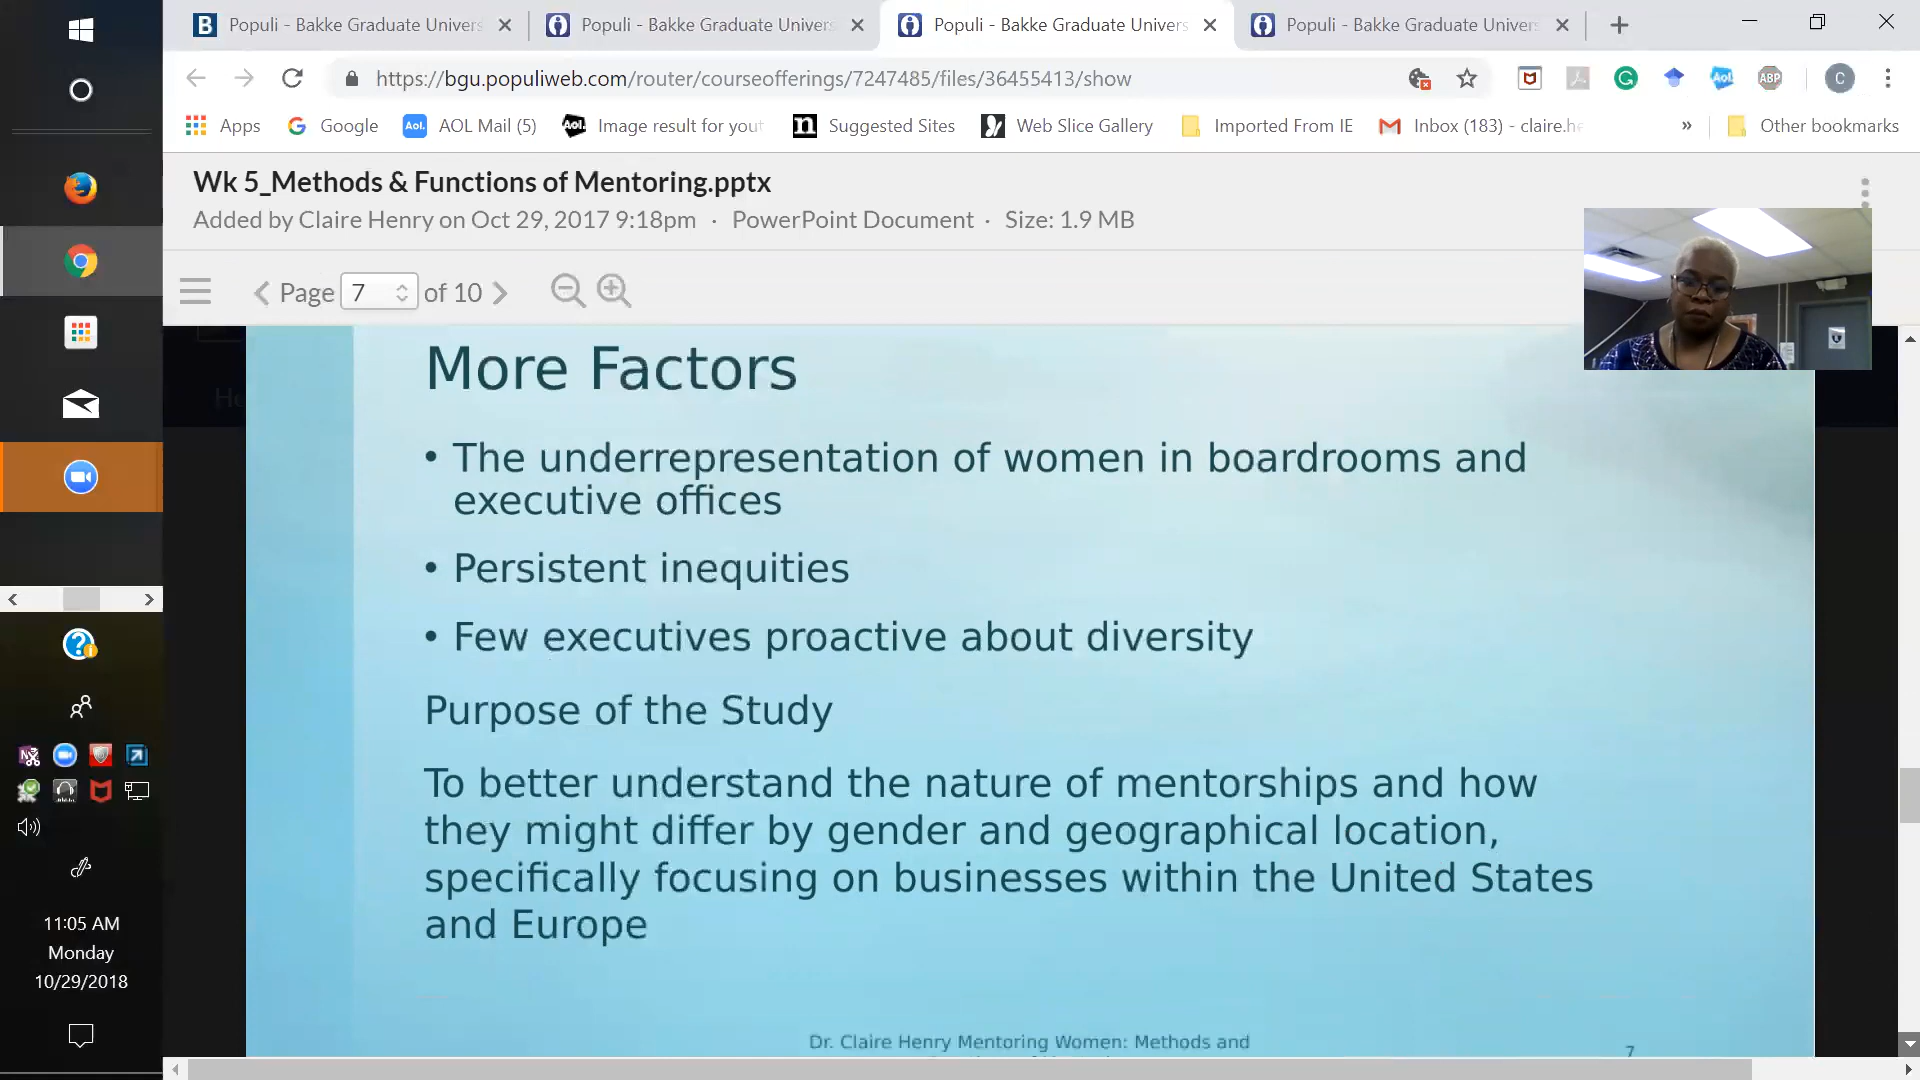 Populi - Bakke Graduate Univers
Populi - Bakke Graduate Univers
Populi - Bakke Graduate Univers
Populi - Bakke Graduate Univers
https://bgu.populiweb.com/router/courseofferings/7247485/files/36455413/show
ABP
C
Apps
Google
Aol.
AOL Mail (5)
Aol.
Image result for yout
Suggested Sites
Web Slice Gallery
Imported From IE
Inbox (183) - claire.he
»
Other bookmarks
Wk 5_Methods & Functions of Mentoring.pptx
Added by Claire Henry on Oct 29, 2017 9:18pm · PowerPoint Document · Size: 1.9 MB
Page 7 of 10
More Factors
• The underrepresentation of women in boardrooms and
executive offices
• Persistent inequities
• Few executives proactive about diversity
Purpose of the Study
To better understand the nature of mentorships and how
they might differ by gender and geographical location,
specifically focusing on businesses within the United States
and Europe
Dr. Claire Henry Mentoring Women: Methods and
7
11:05 AM
Monday
10/29/2018